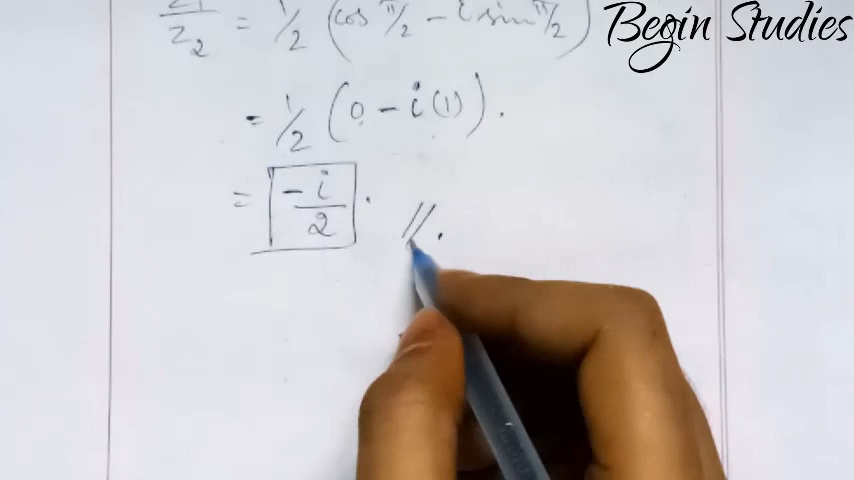 Begin Studies
z₁/z₂ = 1/2 (cos π/2 - i sin π/2)
= 1/2 (0 - i(1)).
= -i/2 . //.